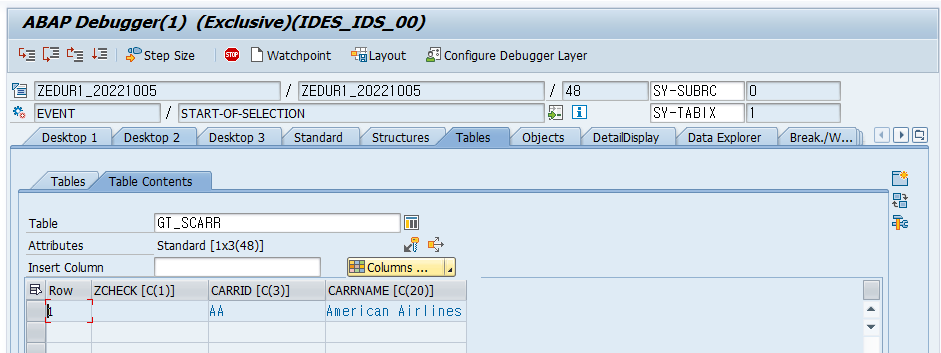 ABAP Debugger(1) (Exclusive)(IDES_IDS_00)
Step Size STOP Watchpoint Layout Configure Debugger Layer
ZEDUR1_20221005 / ZEDUR1_20221005 / 48 SY-SUBRC 0
EVENT / START-OF-SELECTION SY-TABIX 1
Desktop 1 Desktop 2 Desktop 3 Standard Structures Tables Objects DetailDisplay Data Explorer Break./W...
Tables Table Contents
Table GT_SCARR
Attributes Standard [1x3(48)]
Insert Column Columns ...
Row ZCHECK [C(1)] CARRID [C(3)] CARRNAME [C(20)]
1 AA American Airlines